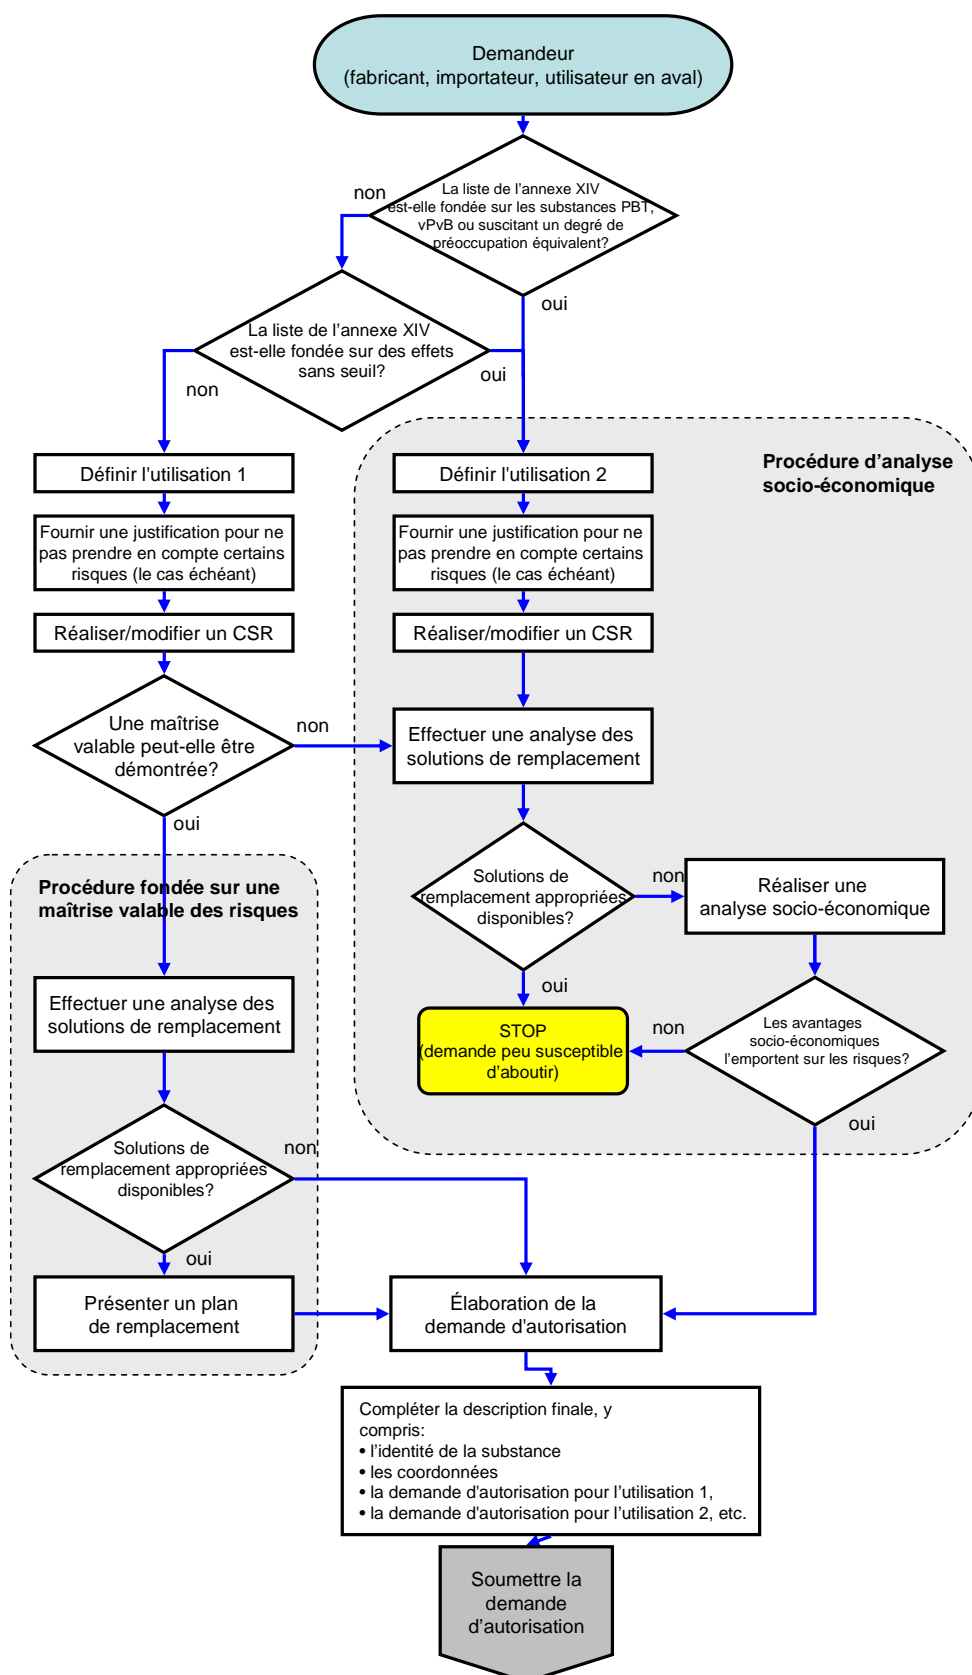 Demandeur
(fabricant, importateur, utilisateur en aval)
La liste de l’annexe XIV
est-elle fondée sur les substances PBT,
vPvB ou suscitant un degré de
préoccupation équivalent?
non
oui
La liste de l’annexe XIV
est-elle fondée sur des effets
sans seuil?
non
oui
Procédure d’analyse
socio-économique
Définir l'utilisation 1
Fournir une justification pour ne
pas prendre en compte certains
risques (le cas échéant)
Réaliser/modifier un CSR
Définir l'utilisation 2
Fournir une justification pour ne
pas prendre en compte certains
risques (le cas échéant)
Réaliser/modifier un CSR
Une maîtrise
valable peut-elle être
démontrée?
non
oui
Effectuer une analyse des
solutions de remplacement
Solutions de
remplacement appropriées
disponibles?
non
oui
Réaliser une
analyse socio-économique
STOP
(demande peu susceptible
d’aboutir)
non
Les avantages
socio-économiques
l’emportent sur les risques?
oui
Procédure fondée sur une
maîtrise valable des risques
Effectuer une analyse des
solutions de remplacement
Solutions de
remplacement appropriées
disponibles?
non
oui
Présenter un plan
de remplacement
Élaboration de la
demande d'autorisation
Compléter la description finale, y
compris:
• l’identité de la substance
• les coordonnées
• la demande d'autorisation pour l’utilisation 1,
• la demande d'autorisation pour l’utilisation 2, etc.
Soumettre la
demande
d’autorisation